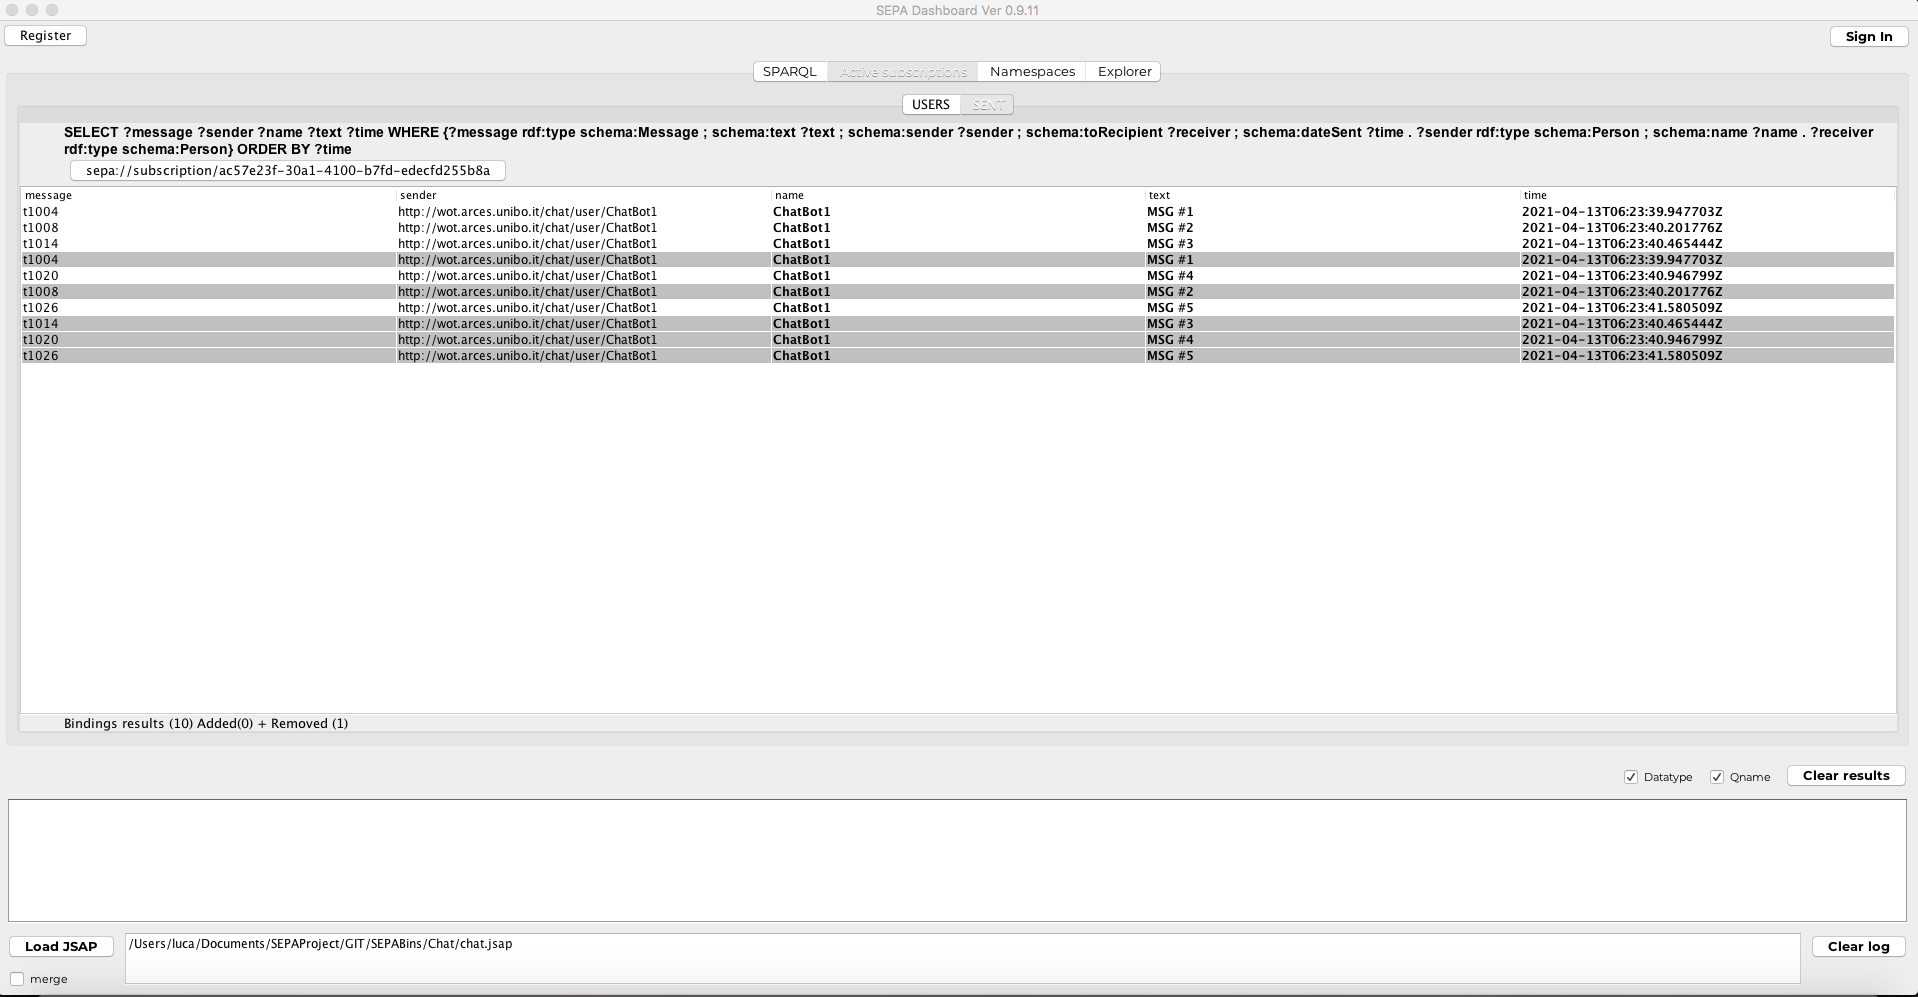 SEPA Dashboard Ver 0.9.11
Register
Sign In
SPARQL Active subscriptions Namespaces Explorer
USERS SENT
SELECT ?message ?sender ?name ?text ?time WHERE {?message rdf:type schema:Message ; schema:text ?text ; schema:sender ?sender ; schema:toRecipient ?receiver ; schema:dateSent ?time . ?sender rdf:type schema:Person ; schema:name ?name . ?receiver
rdf:type schema:Person} ORDER BY ?time
sepa://subscription/ac57e23f-30a1-4100-b7fd-edecfd255b8a
message sender name text time
t1004 http://wot.arces.unibo.it/chat/user/ChatBot1 ChatBot1 MSG #1 2021-04-13T06:23:39.947703Z
t1008 http://wot.arces.unibo.it/chat/user/ChatBot1 ChatBot1 MSG #2 2021-04-13T06:23:40.201776Z
t1014 http://wot.arces.unibo.it/chat/user/ChatBot1 ChatBot1 MSG #3 2021-04-13T06:23:40.465444Z
t1004 http://wot.arces.unibo.it/chat/user/ChatBot1 ChatBot1 MSG #1 2021-04-13T06:23:39.947703Z
t1020 http://wot.arces.unibo.it/chat/user/ChatBot1 ChatBot1 MSG #4 2021-04-13T06:23:40.946799Z
t1008 http://wot.arces.unibo.it/chat/user/ChatBot1 ChatBot1 MSG #2 2021-04-13T06:23:40.201776Z
t1026 http://wot.arces.unibo.it/chat/user/ChatBot1 ChatBot1 MSG #5 2021-04-13T06:23:41.580509Z
t1014 http://wot.arces.unibo.it/chat/user/ChatBot1 ChatBot1 MSG #3 2021-04-13T06:23:40.465444Z
t1020 http://wot.arces.unibo.it/chat/user/ChatBot1 ChatBot1 MSG #4 2021-04-13T06:23:40.946799Z
t1026 http://wot.arces.unibo.it/chat/user/ChatBot1 ChatBot1 MSG #5 2021-04-13T06:23:41.580509Z
Bindings results (10) Added(0) + Removed (1)
Datatype Qname Clear results
Load JSAP /Users/luca/Documents/SEPAProject/GIT/SEPABins/Chat/chat.jsap Clear log
merge